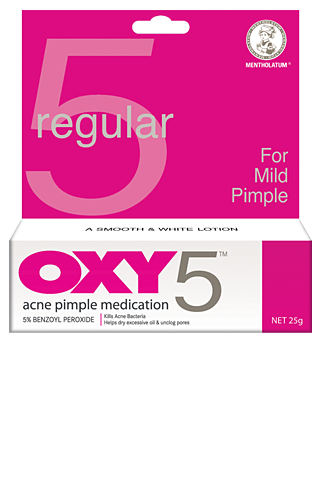 5
regular
MENTHOLATUM®
For
Mild
Pimple
A SMOOTH & WHITE LOTION
OXY5™
acne pimple medication
5% BENZOYL PEROXIDE
Kills Acne Bacteria
Helps dry excessive oil & unclog pores
NET 25g